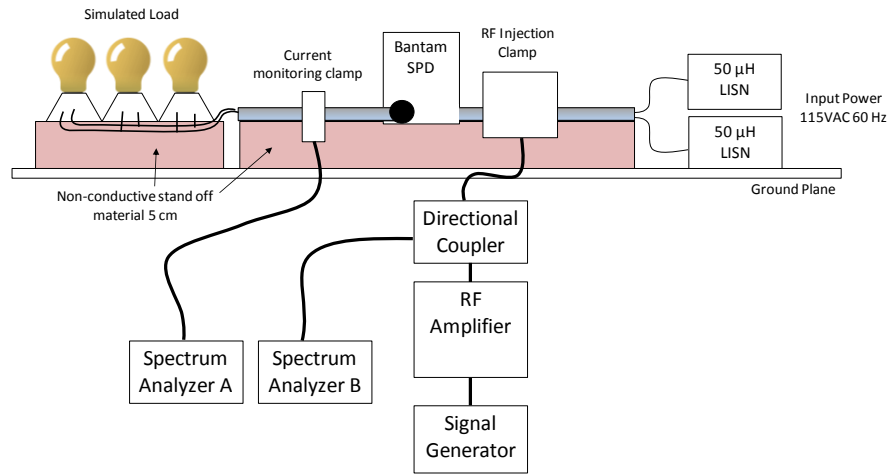 Simulated Load
Current
monitoring clamp
Bantam
SPD
RF Injection
Clamp
50 µH
LISN
Input Power
115VAC 60 Hz
50 µH
LISN
Non-conductive stand off
material 5 cm
Ground Plane
Directional
Coupler
RF
Amplifier
Spectrum
Analyzer A
Spectrum
Analyzer B
Signal
Generator